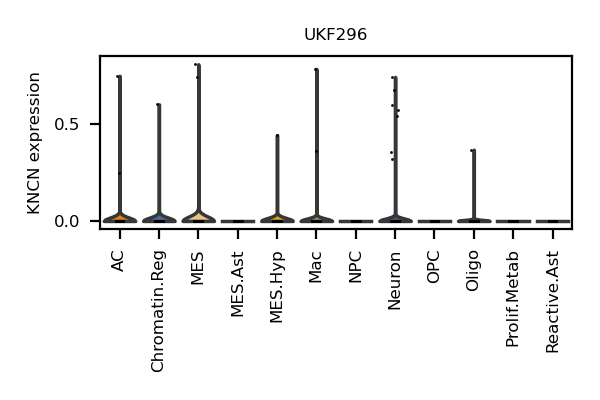 UKF296
KNCN expression
0.5
0.0
AC
Chromatin.Reg
MES
MES.Ast
MES.Hyp
Mac
NPC
Neuron
OPC
Oligo
Prolif.Metab
Reactive.Ast